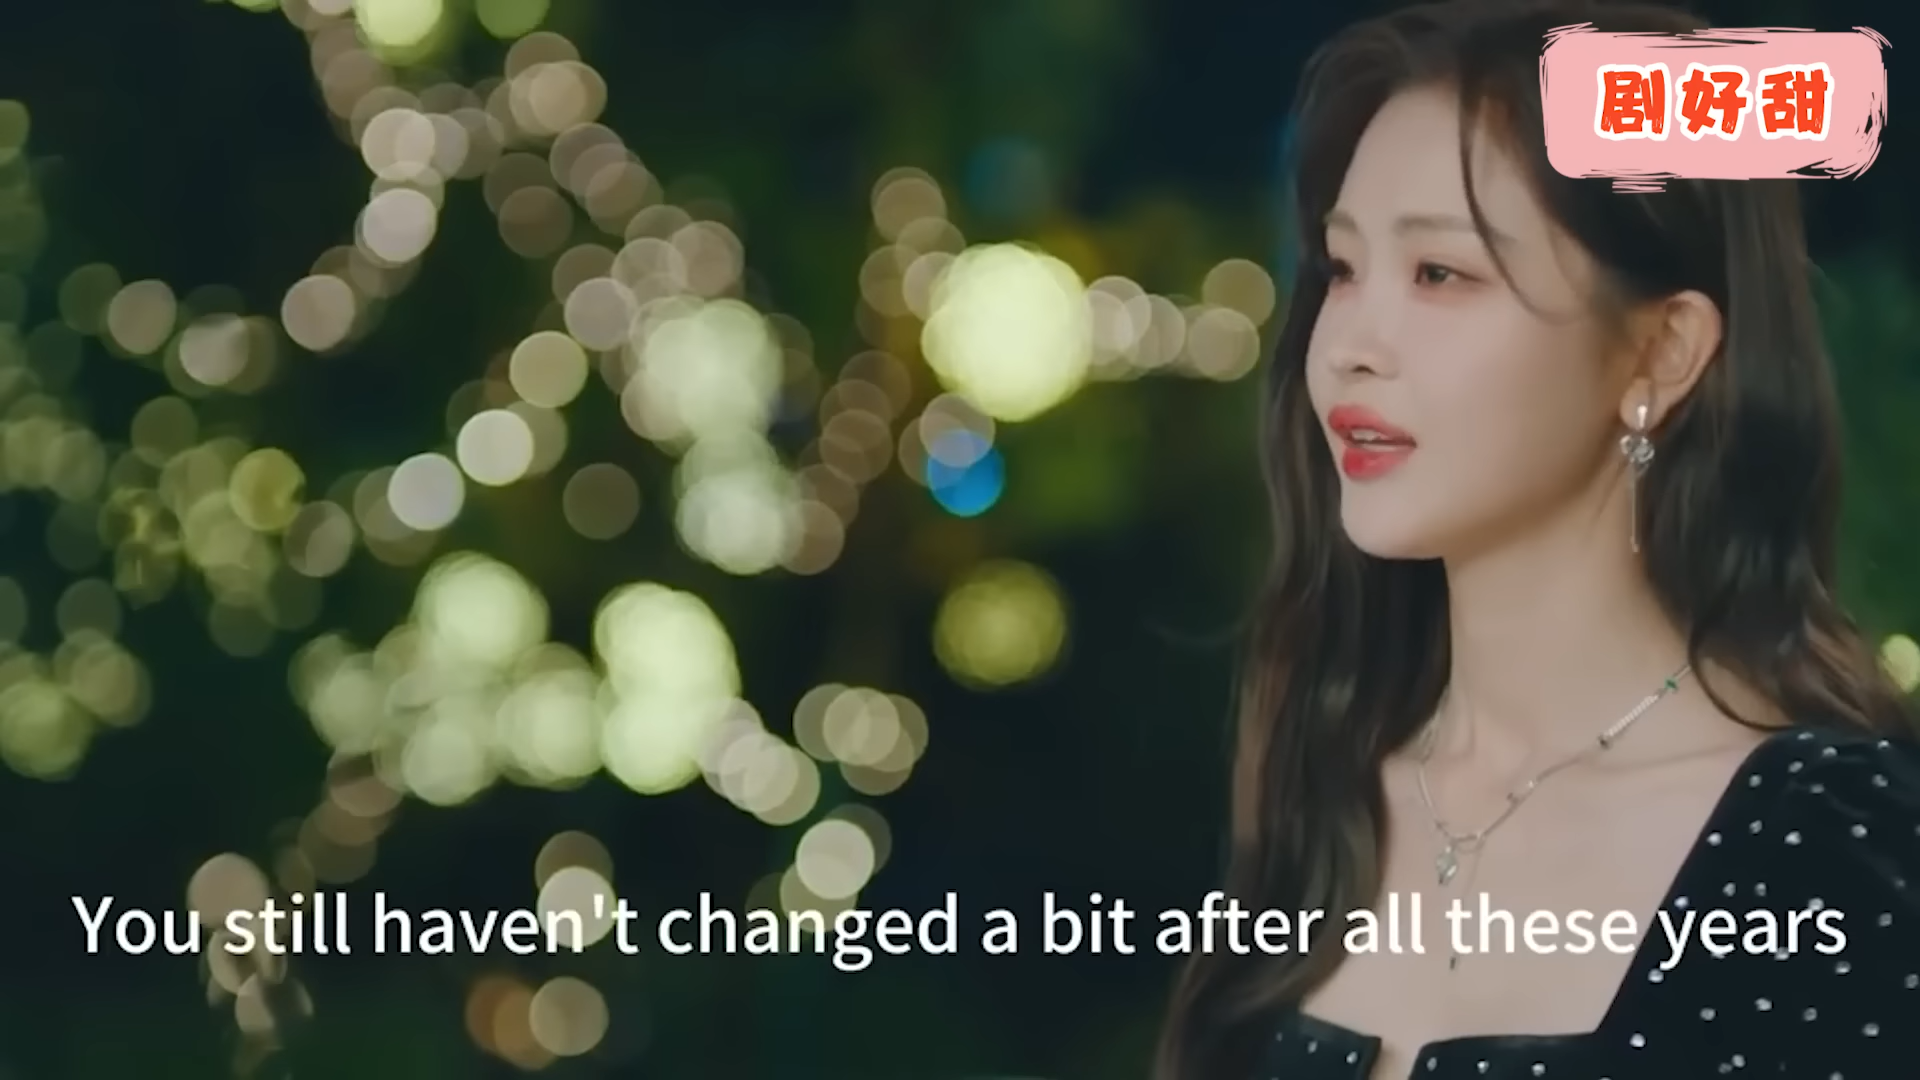 剧好甜
You still haven't changed a bit after all these years